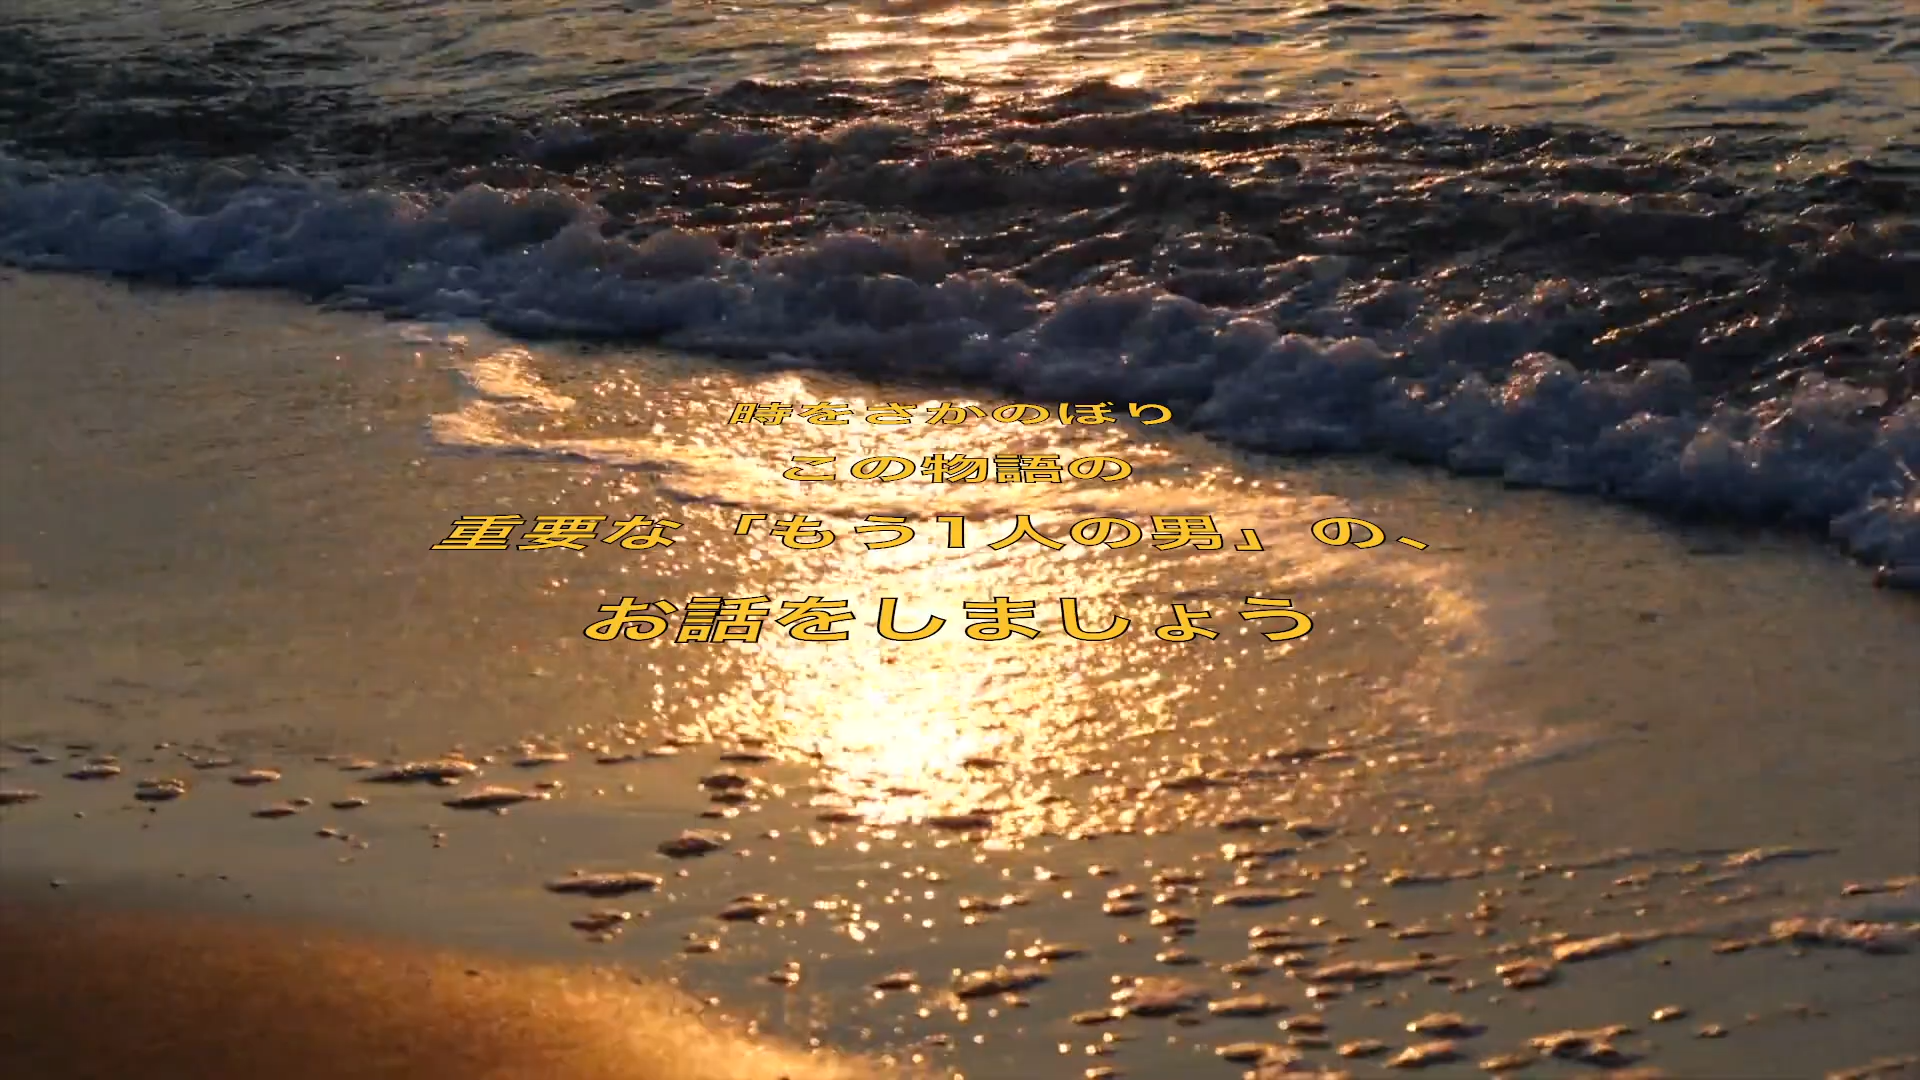 時をさかのぼり
この物語の
重要な「もう1人の男」の、
お話をしましょう